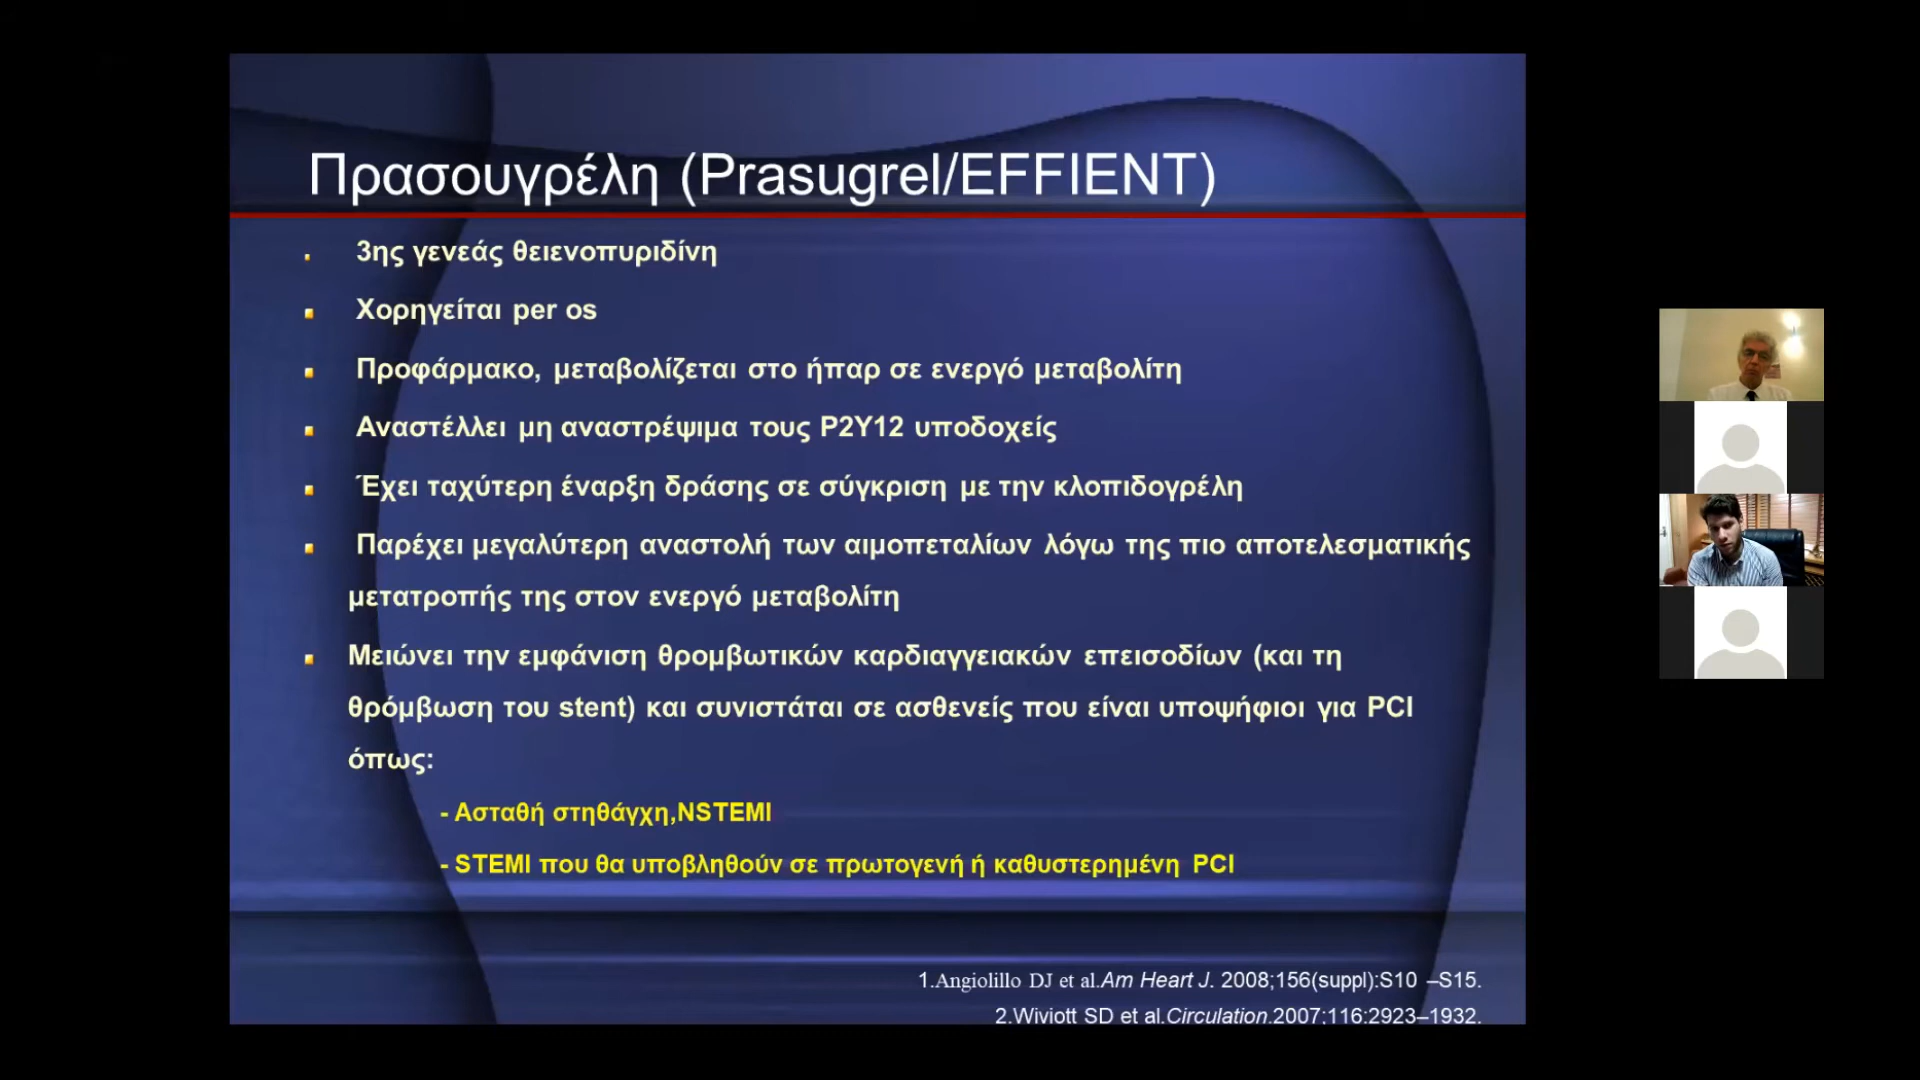 Πρασουγρέλη (Prasugrel/EFFIENT)
3ης γενεάς θειενοπυριδίνη
Χορηγείται per os
Προφάρμακο, μεταβολίζεται στο ήπαρ σε ενεργό μεταβολίτη
Αναστέλλει μη αναστρέψιμα τους P2Y12 υποδοχείς
Έχει ταχύτερη έναρξη δράσης σε σύγκριση με την κλοπιδογρέλη
Παρέχει μεγαλύτερη αναστολή των αιμοπεταλίων λόγω της πιο αποτελεσματικής
μετατροπής της στον ενεργό μεταβολίτη
Μειώνει την εμφάνιση θρομβωτικών καρδιαγγειακών επεισοδίων (και τη
θρόμβωση του stent) και συνιστάται σε ασθενείς που είναι υποψήφιοι για PCI
όπως:
- Ασταθή στηθάγχη,NSTEMI
- STEMI που θα υποβληθούν σε πρωτογενή ή καθυστερημένη PCI
1.Angiolillo DJ et al.Am Heart J. 2008;156(suppl):S10 –S15.
2.Wiviott SD et al.Circulation.2007;116:2923–1932.